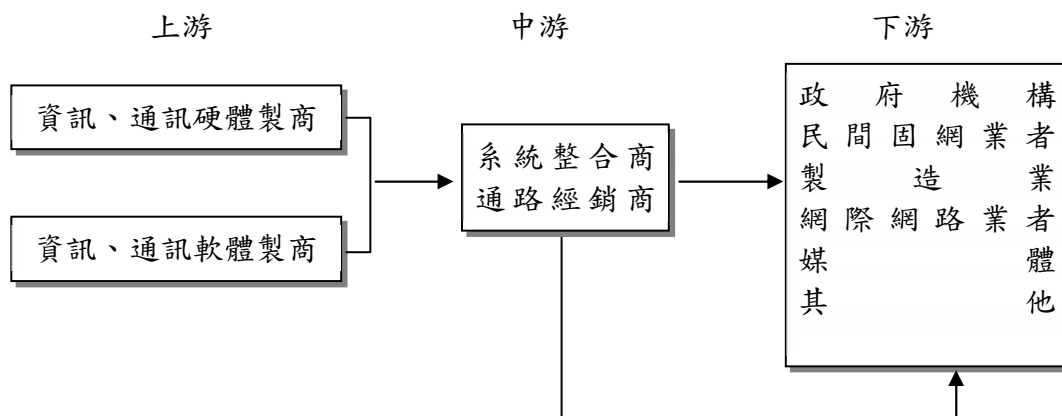 上游 中游 下游
資訊、通訊硬體製商
資訊、通訊軟體製商
系統整合商
通路經銷商
政府機構
民間固網業者
製造業
網際網路業者
媒體
其他